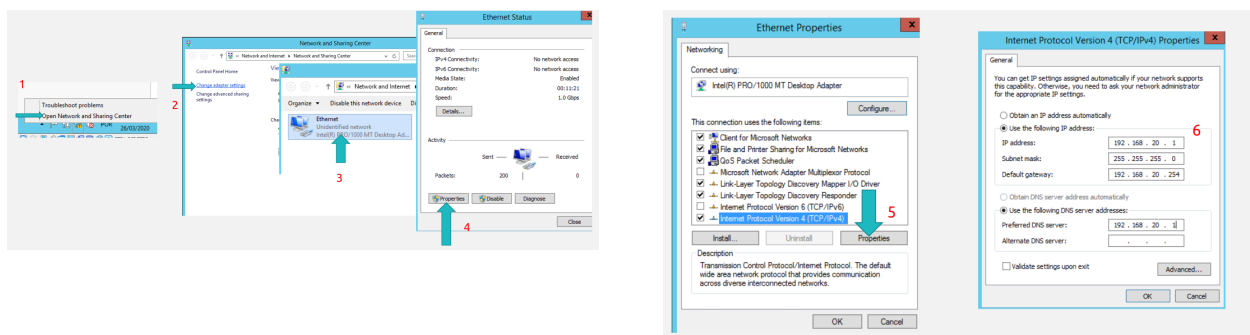 1
Troubleshoot problems
Open Network and Sharing Center
POR
26/03/2020
2
Network and Sharing Center
Network and Internet ▸ Network and Sharing Center
Control Panel Home
Change adapter settings
Change advanced sharing
settings
Network and Internet
Organize
Disable this network device
Ethernet
Unidentified network
Intel(R) PRO/1000 MT Desktop Ad...
3
Ethernet Status
General
Connection
IPv4 Connectivity: No network access
IPv6 Connectivity: No network access
Media State: Enabled
Duration: 00:11:21
Speed: 1.0 Gbps
Details...
Activity
Sent — — Received
Packets: 200 | 0
Properties Disable Diagnose
4
Close
Ethernet Properties
Networking
Connect using:
Intel(R) PRO/1000 MT Desktop Adapter
Configure...
This connection uses the following items:
Client for Microsoft Networks
File and Printer Sharing for Microsoft Networks
QoS Packet Scheduler
Microsoft Network Adapter Multiplexor Protocol
Link-Layer Topology Discovery Mapper I/O Driver
Link-Layer Topology Discovery Responder
Internet Protocol Version 6 (TCP/IPv6)
Internet Protocol Version 4 (TCP/IPv4)
5
Install... Uninstall Properties
Description
Transmission Control Protocol/Internet Protocol. The default
wide area network protocol that provides communication
across diverse interconnected networks.
OK Cancel
Internet Protocol Version 4 (TCP/IPv4) Properties
General
You can get IP settings assigned automatically if your network supports
this capability. Otherwise, you need to ask your network administrator
for the appropriate IP settings.
Obtain an IP address automatically
Use the following IP address:
6
IP address: 192 . 168 . 20 . 1
Subnet mask: 255 . 255 . 255 . 0
Default gateway: 192 . 168 . 20 . 254
Obtain DNS server address automatically
Use the following DNS server addresses:
Preferred DNS server: 192 . 168 . 20 . 1
Alternate DNS server: . . .
Validate settings upon exit
Advanced...
OK Cancel